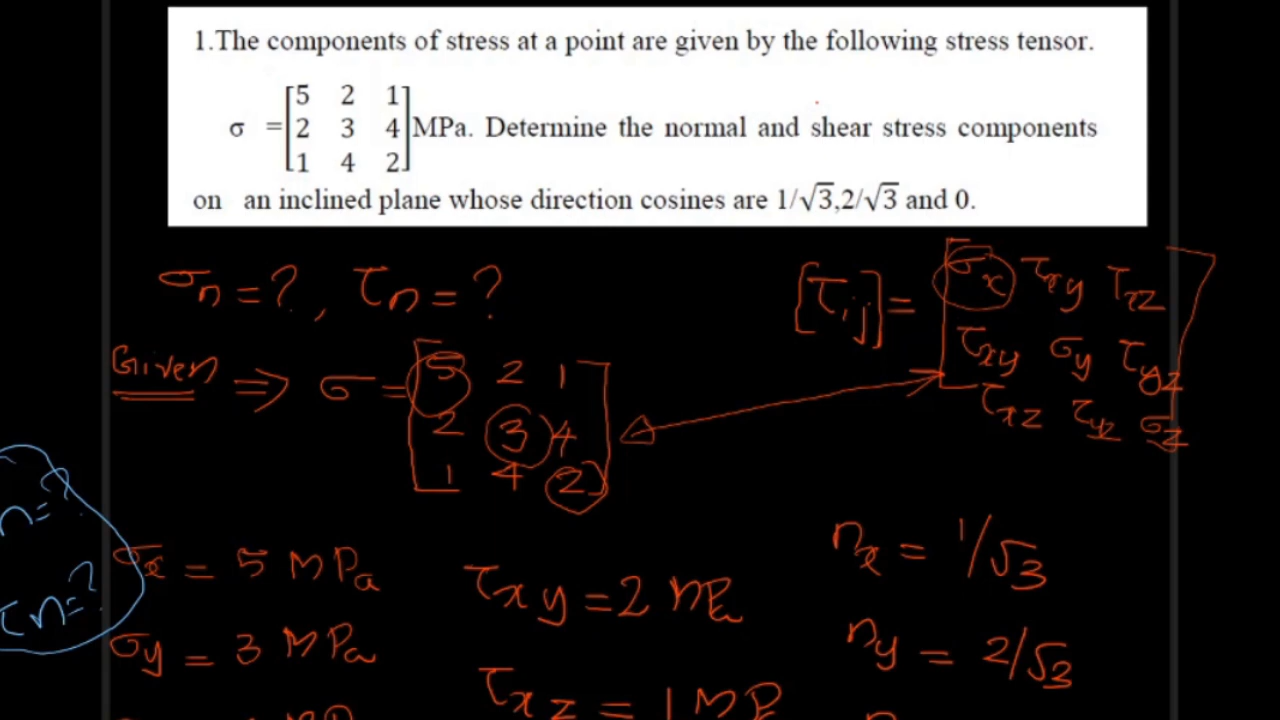 1.The components of stress at a point are given by the following stress tensor.
σ = [5 2 1
2 3 4
1 4 2] MPa. Determine the normal and shear stress components
on an inclined plane whose direction cosines are 1/√3,2/√3 and 0.
σn = ? , τn = ?
[τij] = [σx τxy τxz
τxy σy τyz
τxz τyz σz]
Given ⇒ σ = [5 2 1
2 3 4
1 4 2]
n=?
τn=?
σx = 5 MPa
τxy = 2 MPa
nx = 1/√3
σy = 3 MPa
ny = 2/√3
τxz = 1 MP